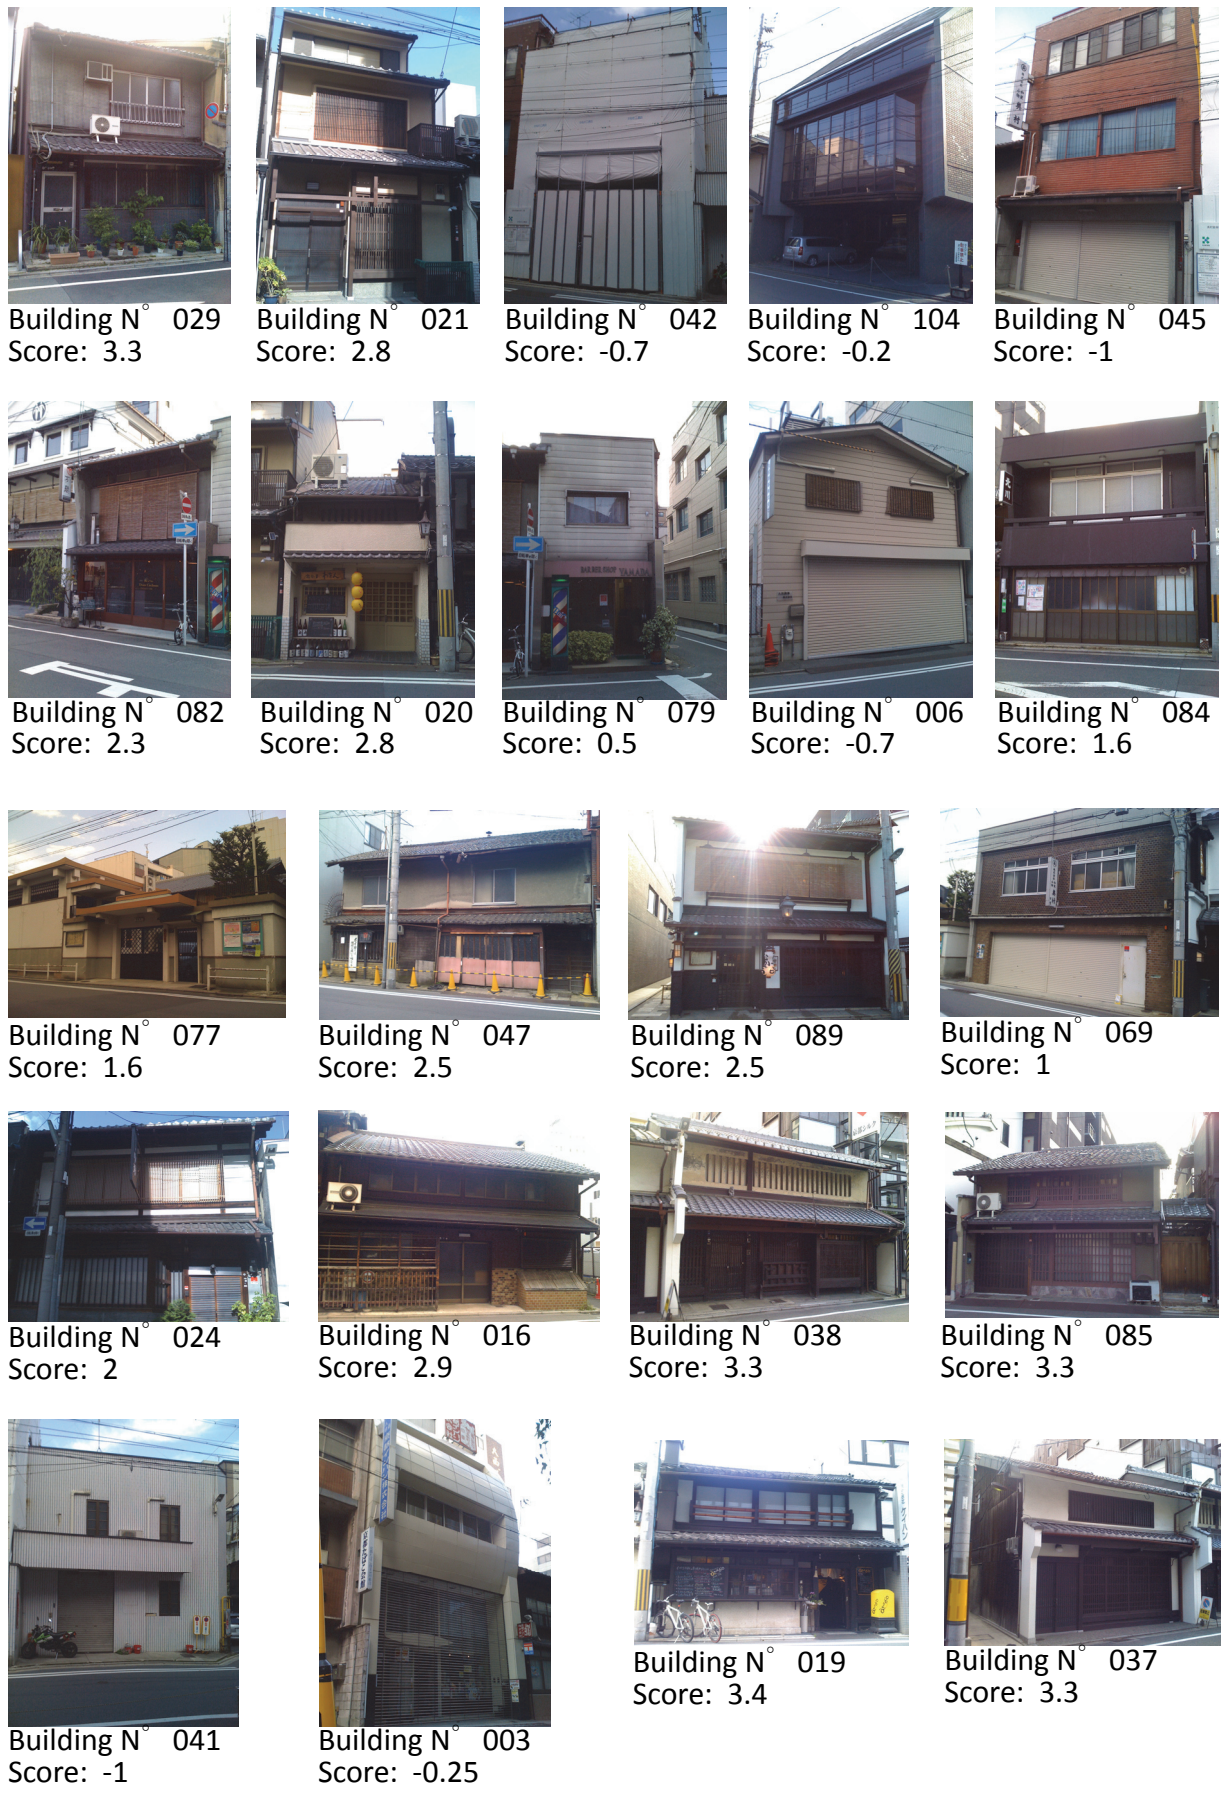 Building N° 029
Score: 3.3
Building N° 021
Score: 2.8
Building N° 042
Score: -0.7
Building N° 104
Score: -0.2
Building N° 045
Score: -1
BARBER SHOP YAMADA
Building N° 082
Score: 2.3
Building N° 020
Score: 2.8
Building N° 079
Score: 0.5
Building N° 006
Score: -0.7
Building N° 084
Score: 1.6
Building N° 077
Score: 1.6
Building N° 047
Score: 2.5
Building N° 089
Score: 2.5
Building N° 069
Score: 1
Building N° 024
Score: 2
Building N° 016
Score: 2.9
Building N° 038
Score: 3.3
Building N° 085
Score: 3.3
Building N° 019
Score: 3.4
Building N° 037
Score: 3.3
Building N° 041
Score: -1
Building N° 003
Score: -0.25